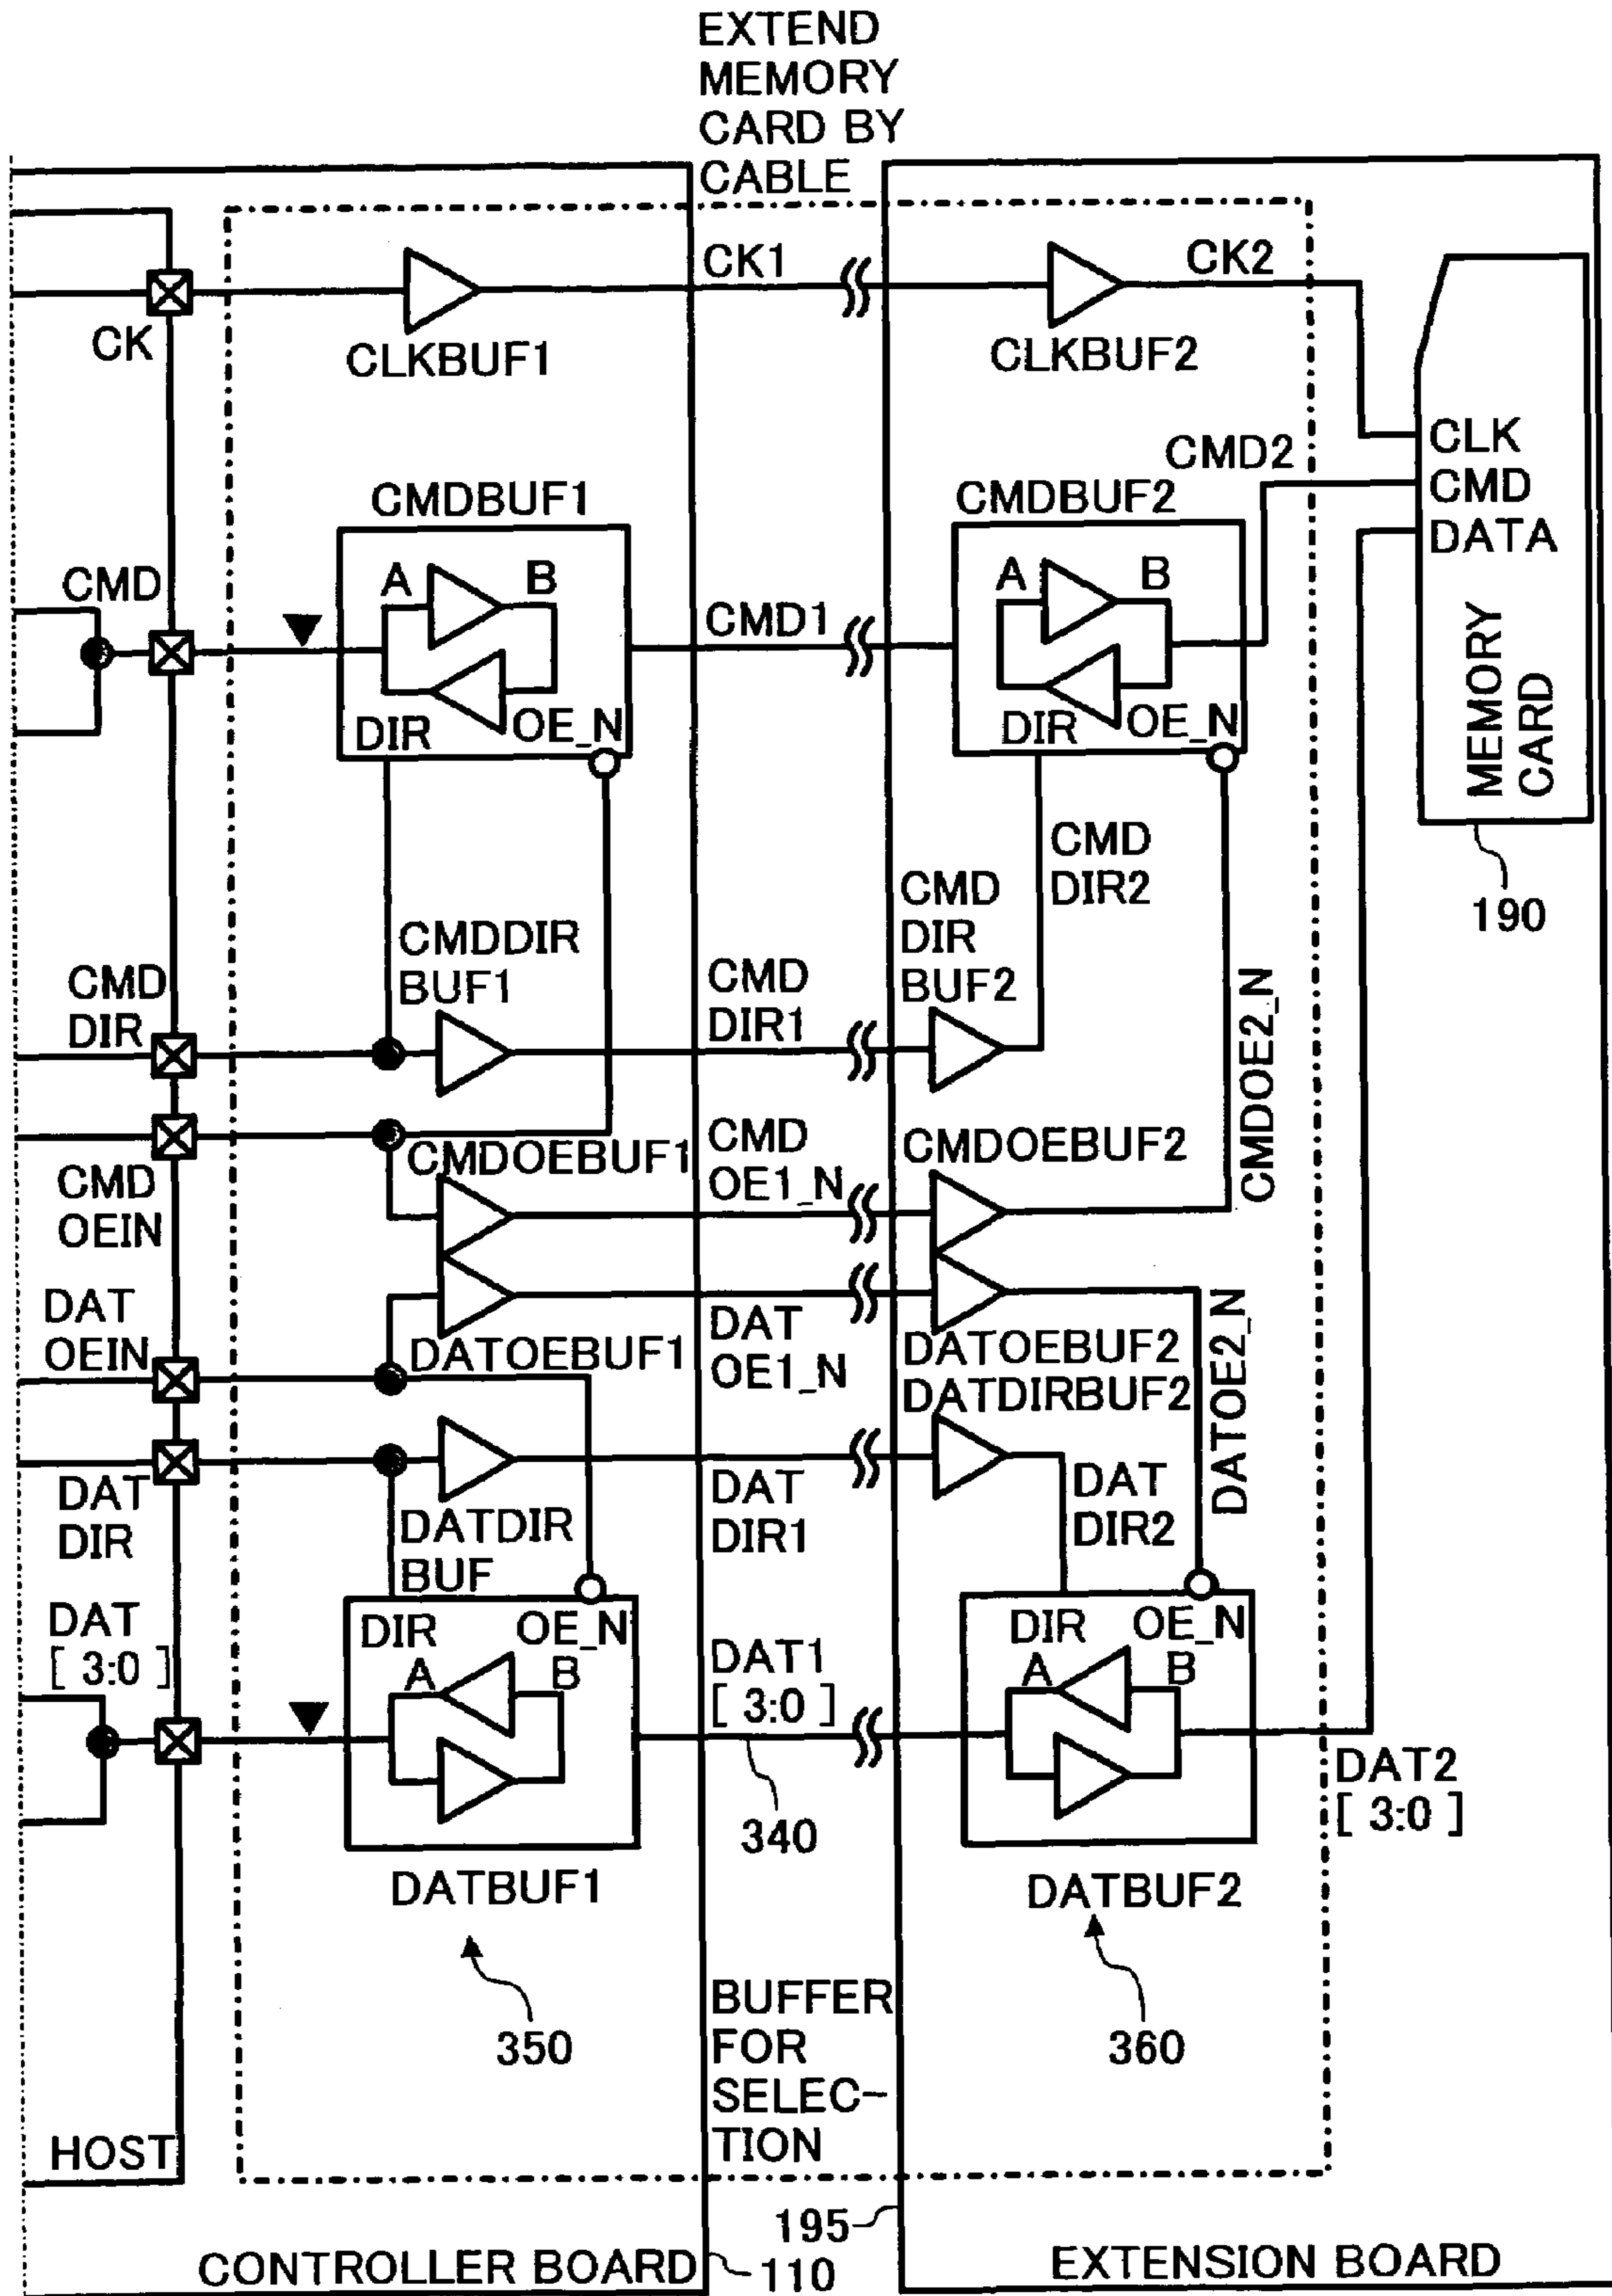 EXTEND
MEMORY
CARD BY
CABLE
CK1
CK2
CK
CLKBUF1
CLKBUF2
CLK
CMD
DATA
MEMORY
CARD
190
CMD2
CMDBUF1
CMDBUF2
CMD
A
B
DIR
OE_N
CMD1
A
B
DIR
OE_N
CMD
DIR2
CMD
DIR
BUF2
CMDDIR
BUF1
CMD
DIR1
CMD
DIR
CMDOE2_N
CMDOEBUF1
CMD
OE1_N
CMDOEBUF2
CMD
OEIN
DAT
OEIN
DATOEBUF1
DAT
OE1_N
DATOEBUF2
DATDIRBUF2
DATOE2_N
DAT
DIR
DATDIR
BUF
DAT
DIR1
DAT
DIR2
DAT
[ 3:0 ]
DIR
OE_N
A
B
DAT1
[ 3:0 ]
340
DIR
OE_N
A
B
DAT2
[ 3:0 ]
DATBUF1
DATBUF2
350
360
BUFFER
FOR
SELEC-
TION
HOST
195
CONTROLLER BOARD
110
EXTENSION BOARD